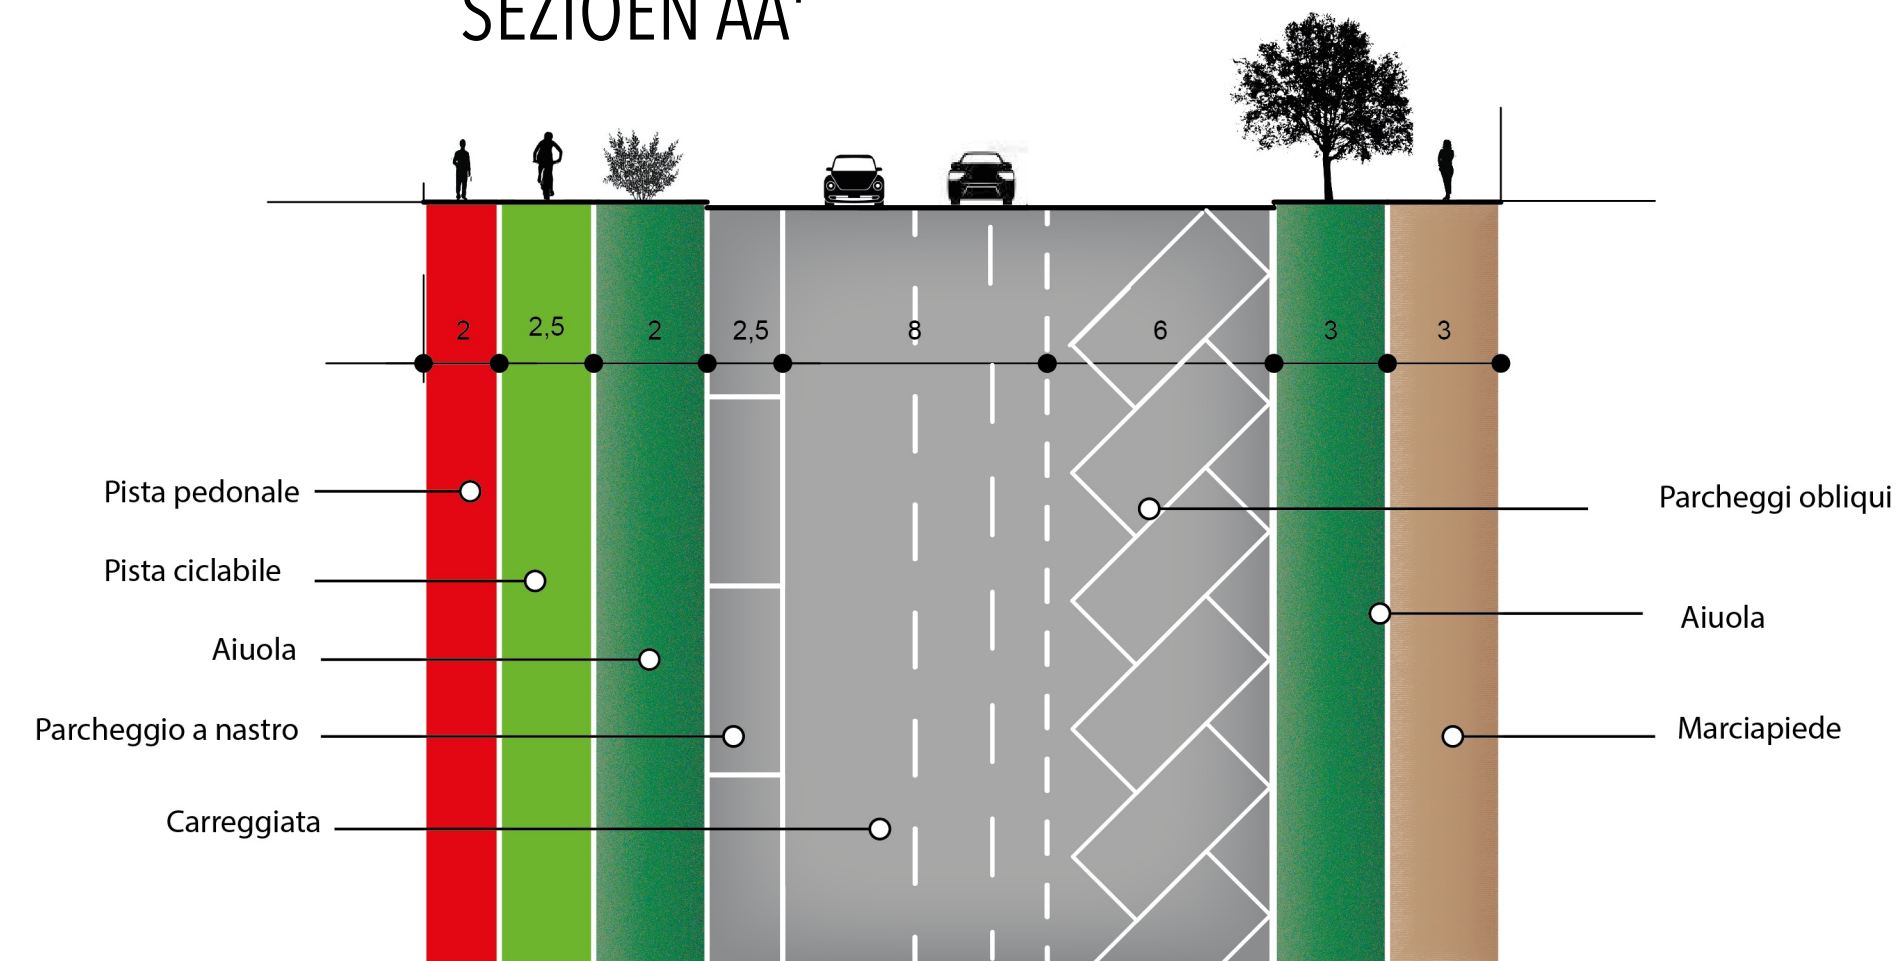 SEZIOEN AA'
2 2,5 2 2,5 8 6 3 3
Pista pedonale
Parcheggi obliqui
Pista ciclabile
Aiuola
Aiuola
Parcheggio a nastro
Marciapiede
Carreggiata